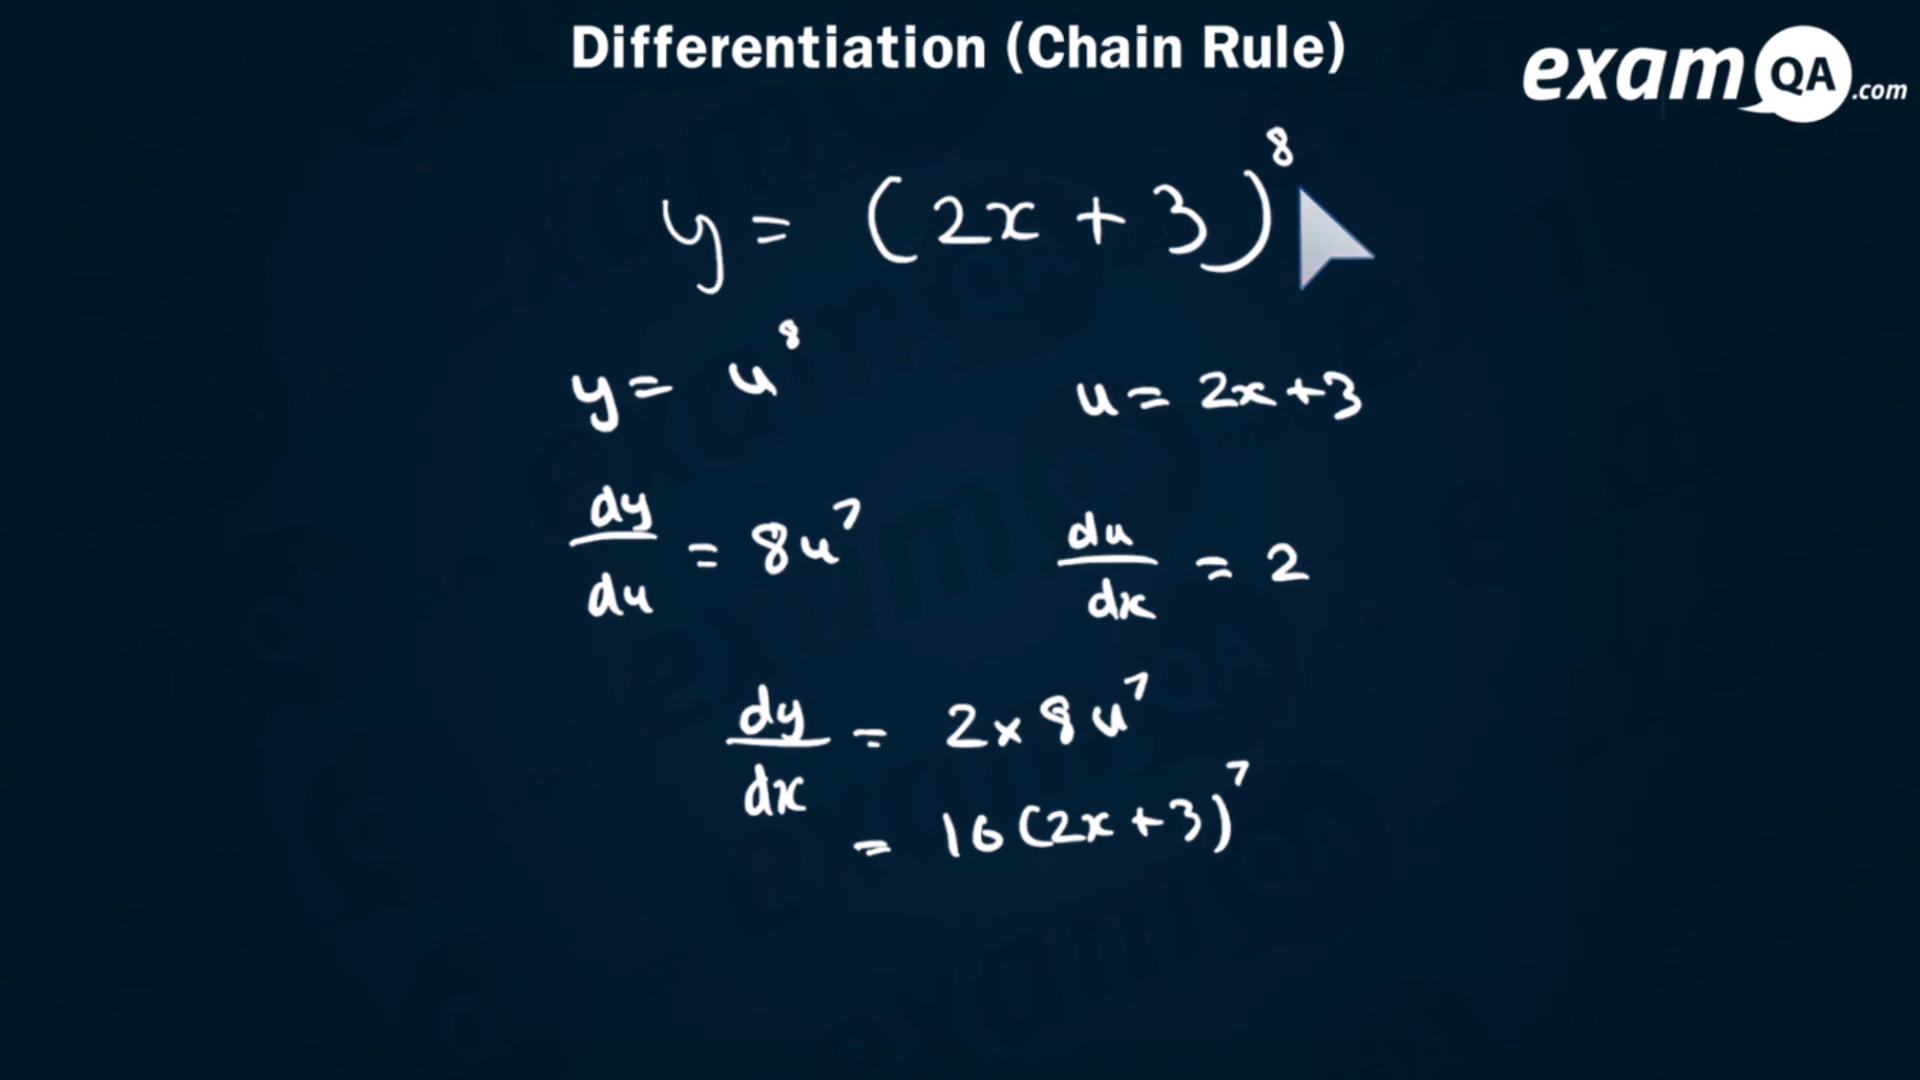 Differentiation (Chain Rule)
examQA.com
y = (2x + 3)⁸
y = u⁸
u = 2x+3
dy/du = 8u⁷
du/dx = 2
dy/dx = 2 × 8u⁷
= 16(2x+3)⁷